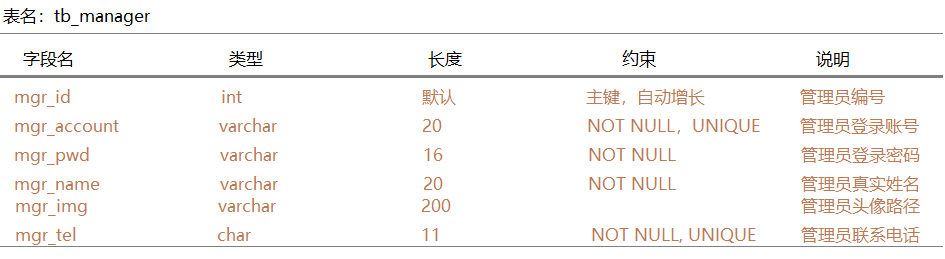 表名：tb_manager
字段名 类型 长度 约束 说明
mgr_id int 默认 主键，自动增长 管理员编号
mgr_account varchar 20 NOT NULL，UNIQUE 管理员登录账号
mgr_pwd varchar 16 NOT NULL 管理员登录密码
mgr_name varchar 20 NOT NULL 管理员真实姓名
mgr_img varchar 200 管理员头像路径
mgr_tel char 11 NOT NULL, UNIQUE 管理员联系电话